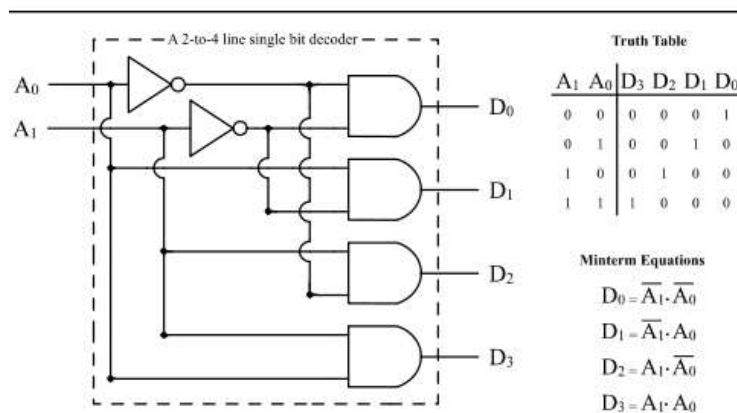 A 2-to-4 line single bit decoder
A₀
A₁
D₀
D₁
D₂
D₃
Truth Table
A₁ A₀ D₃ D₂ D₁ D₀
0 0 0 0 0 1
0 1 0 0 1 0
1 0 0 1 0 0
1 1 1 0 0 0
Minterm Equations
D₀ = A̅₁ · A̅₀
D₁ = A̅₁ · A₀
D₂ = A₁ · A̅₀
D₃ = A₁ · A₀